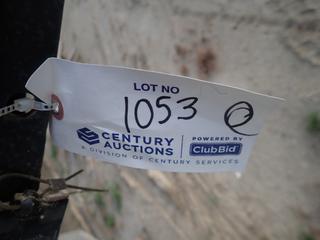 LOT NO
1053
CENTURY AUCTIONS
POWERED BY
ClubBid
A DIVISION OF CENTURY SERVICES